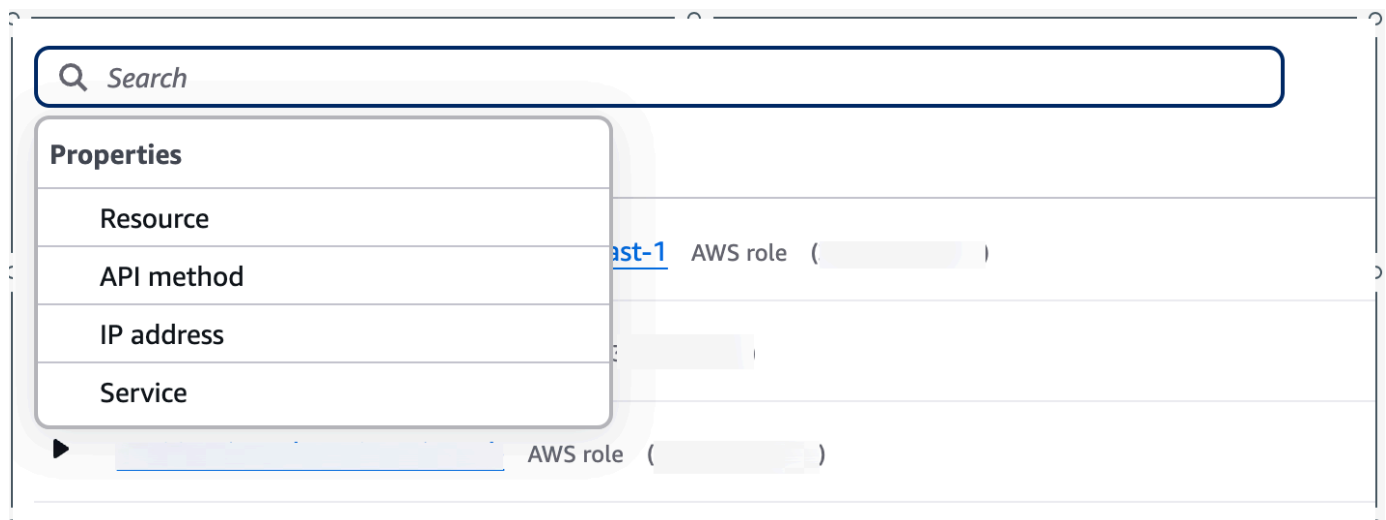 Search
Properties
Resource
ast-1 AWS role ( )
API method
IP address
Service
AWS role ( )